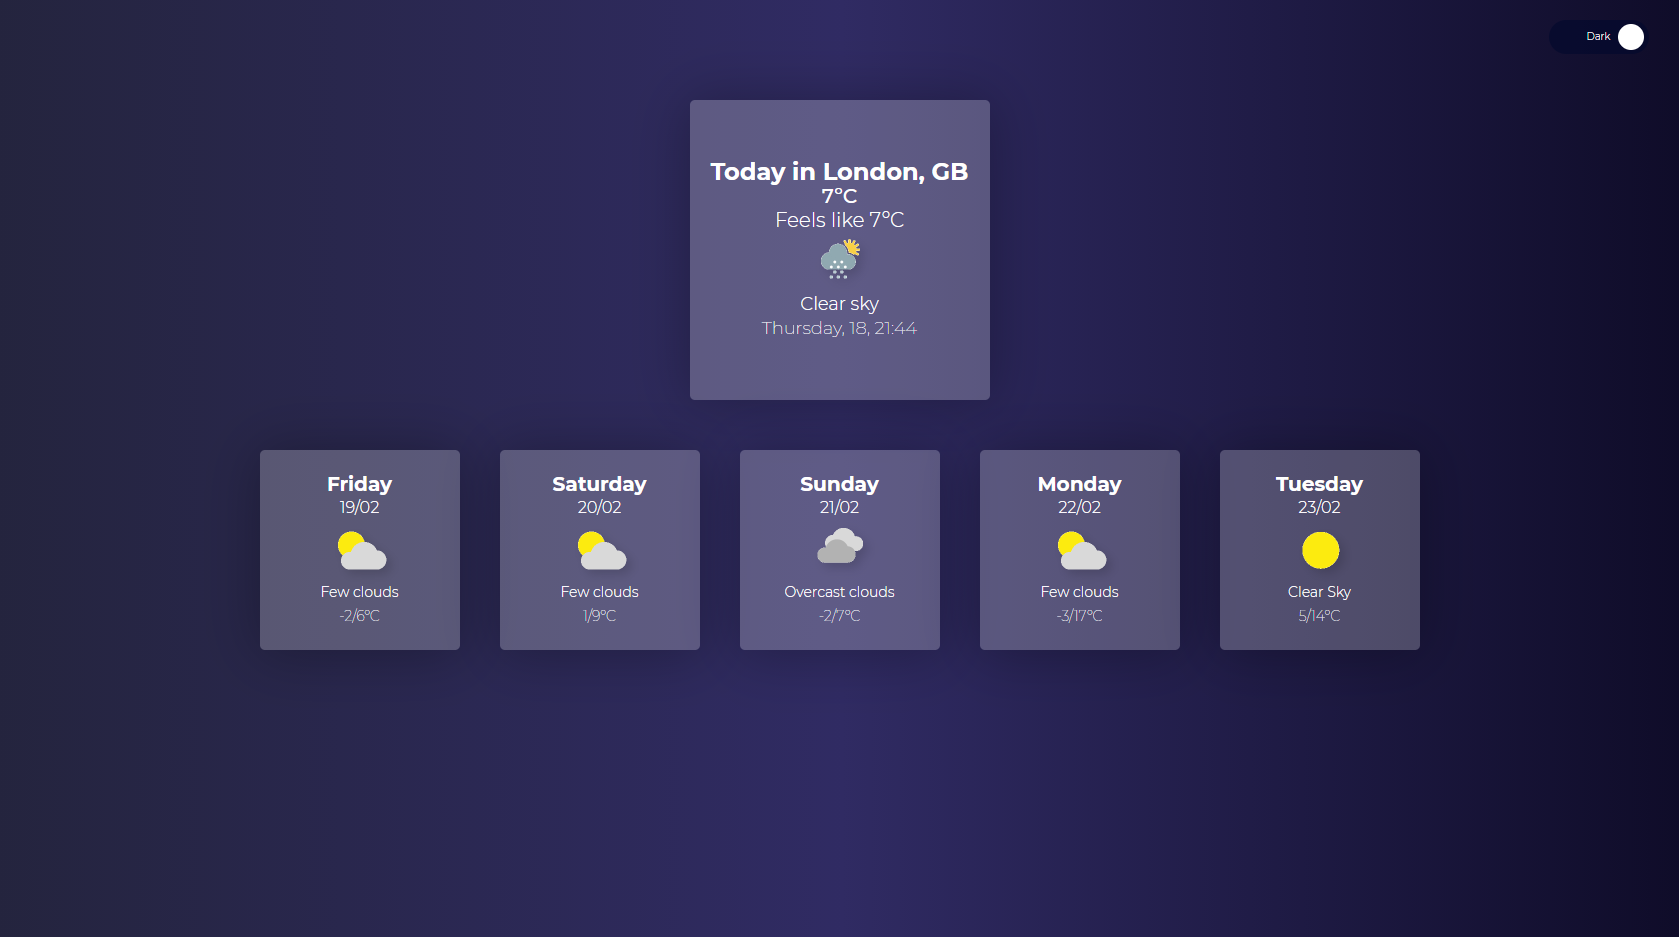 Dark
Today in London, GB
7°C
Feels like 7°C
Clear sky
Thursday, 18, 21:44
Friday
19/02
Few clouds
-2/6°C
Saturday
20/02
Few clouds
1/9°C
Sunday
21/02
Overcast clouds
-2/7°C
Monday
22/02
Few clouds
-3/17°C
Tuesday
23/02
Clear Sky
5/14°C